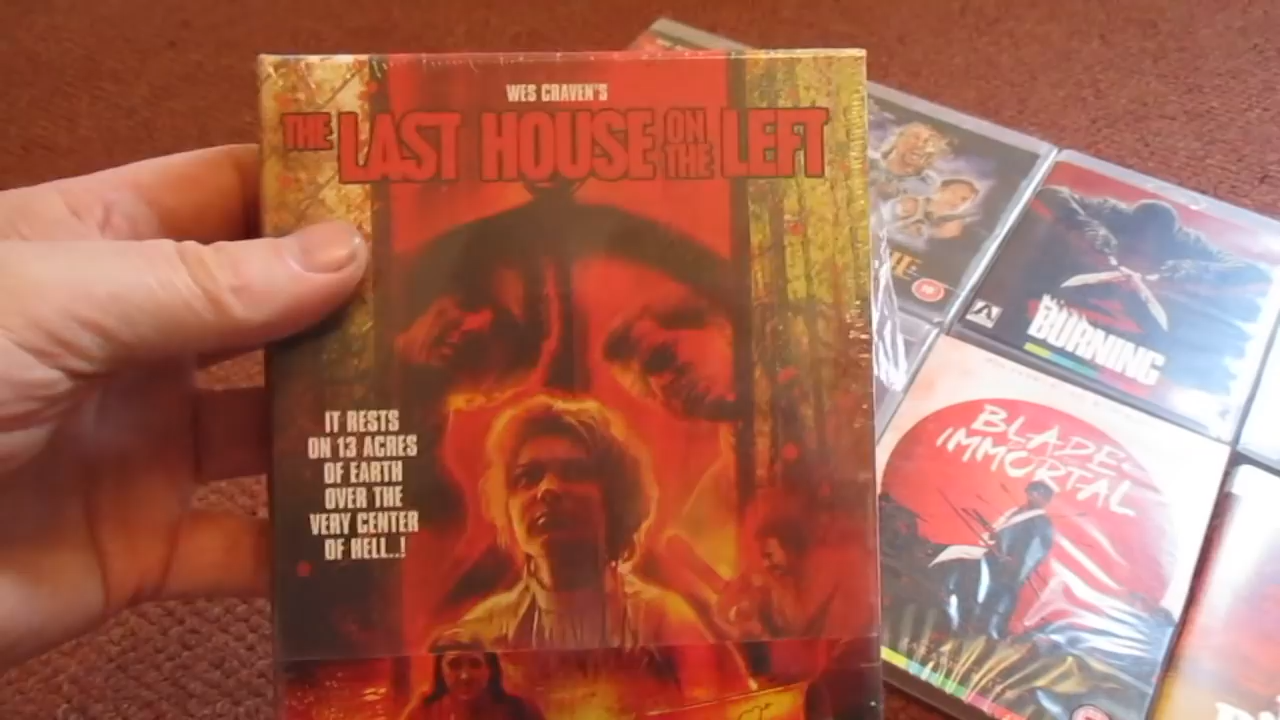 WES CRAVEN'S
THE LAST HOUSE ON THE LEFT
IT RESTS
ON 13 ACRES
OF EARTH
OVER THE
VERY CENTER
OF HELL..!
18
BURNING
BLADE
IMMORTAL